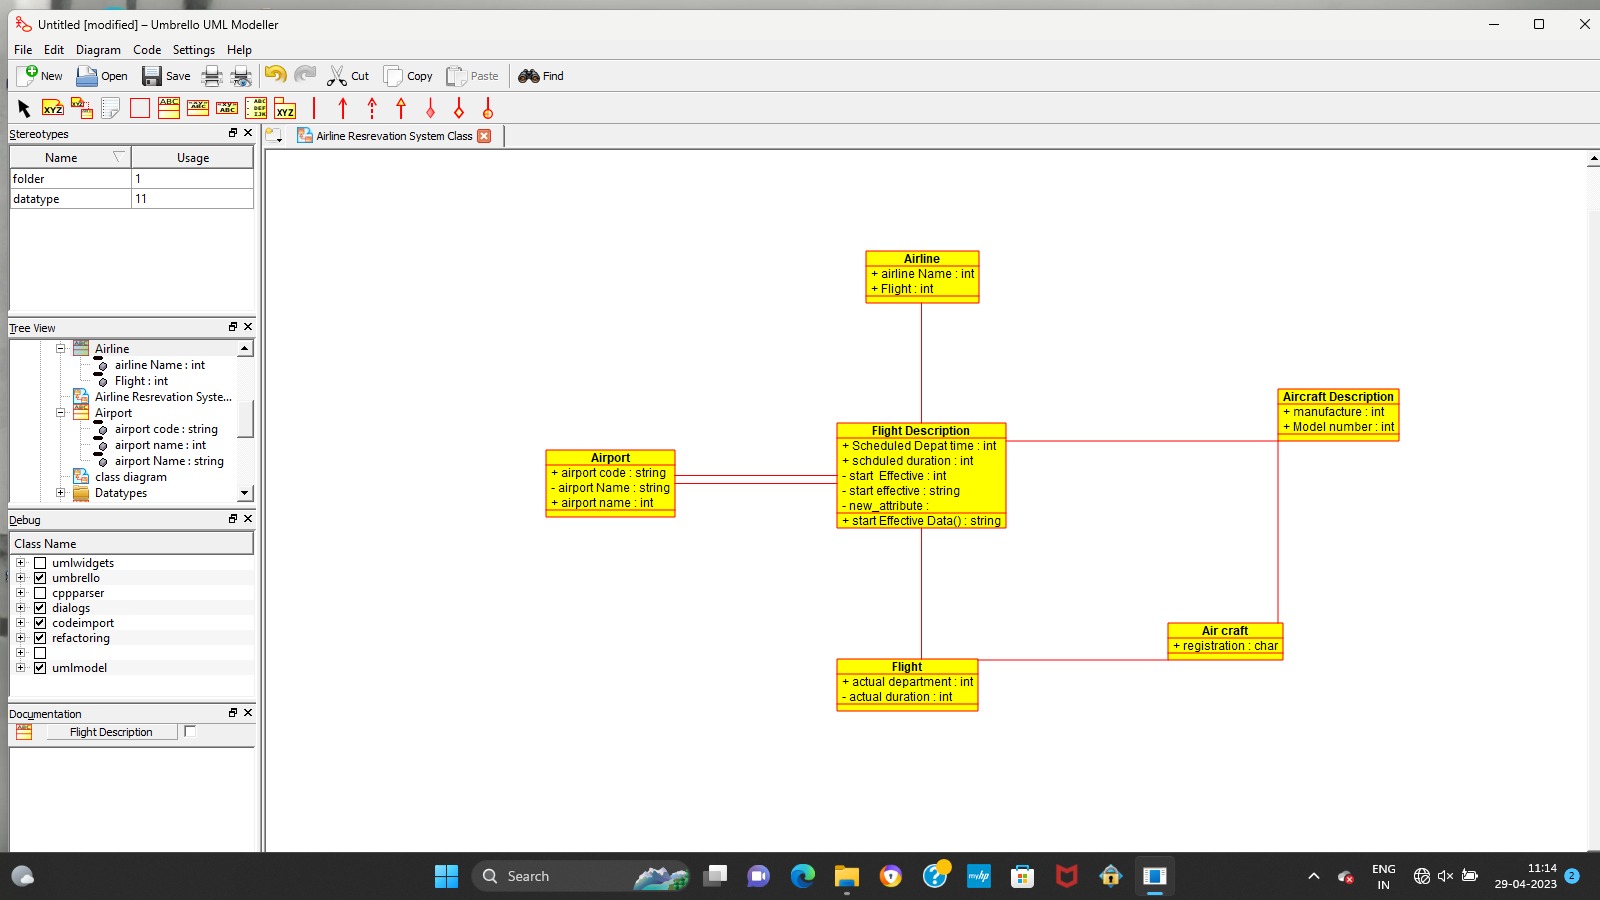 Untitled [modified] – Umbrello UML Modeller
File Edit Diagram Code Settings Help
New Open Save Cut Copy Paste Find
XYZ XYZ ABC xy ABC xy ABC ABC DEF IJK XYZ
Stereotypes
Name Usage
folder 1
datatype 11
Tree View
Airline
airline Name : int
Flight : int
Airline Resrevation Syste...
Airport
airport code : string
airport name : int
airport Name : string
class diagram
Datatypes
Debug
Class Name
umlwidgets
umbrello
cppparser
dialogs
codeimport
refactoring
umlmodel
Documentation
Flight Description
Airline Resrevation System Class
Airline
+ airline Name : int
+ Flight : int
Aircraft Description
+ manufacture : int
+ Model number : int
Flight Description
+ Scheduled Depat time : int
+ schduled duration : int
- start Effective : int
- start effective : string
- new_attribute :
+ start Effective Data() : string
Airport
+ airport code : string
- airport Name : string
+ airport name : int
Air craft
+ registration : char
Flight
+ actual department : int
- actual duration : int
Search
myhp
ENG
IN
11:14
29-04-2023
2